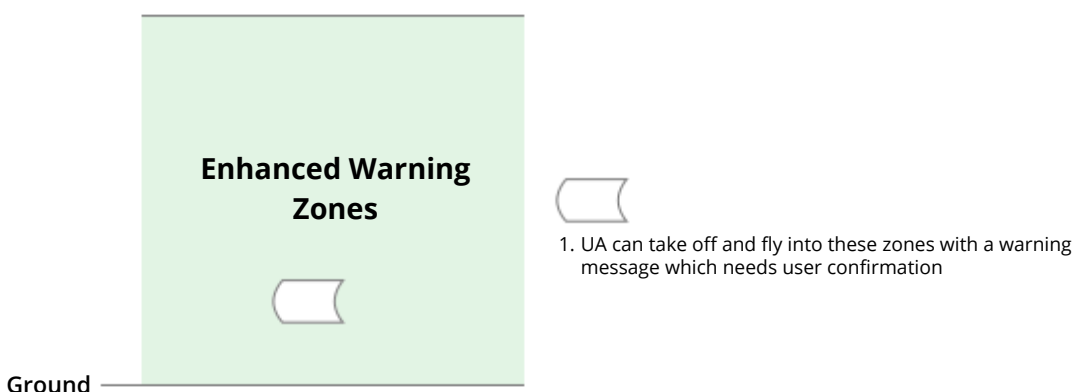 Enhanced Warning
Zones
1. UA can take off and fly into these zones with a warning
message which needs user confirmation
Ground